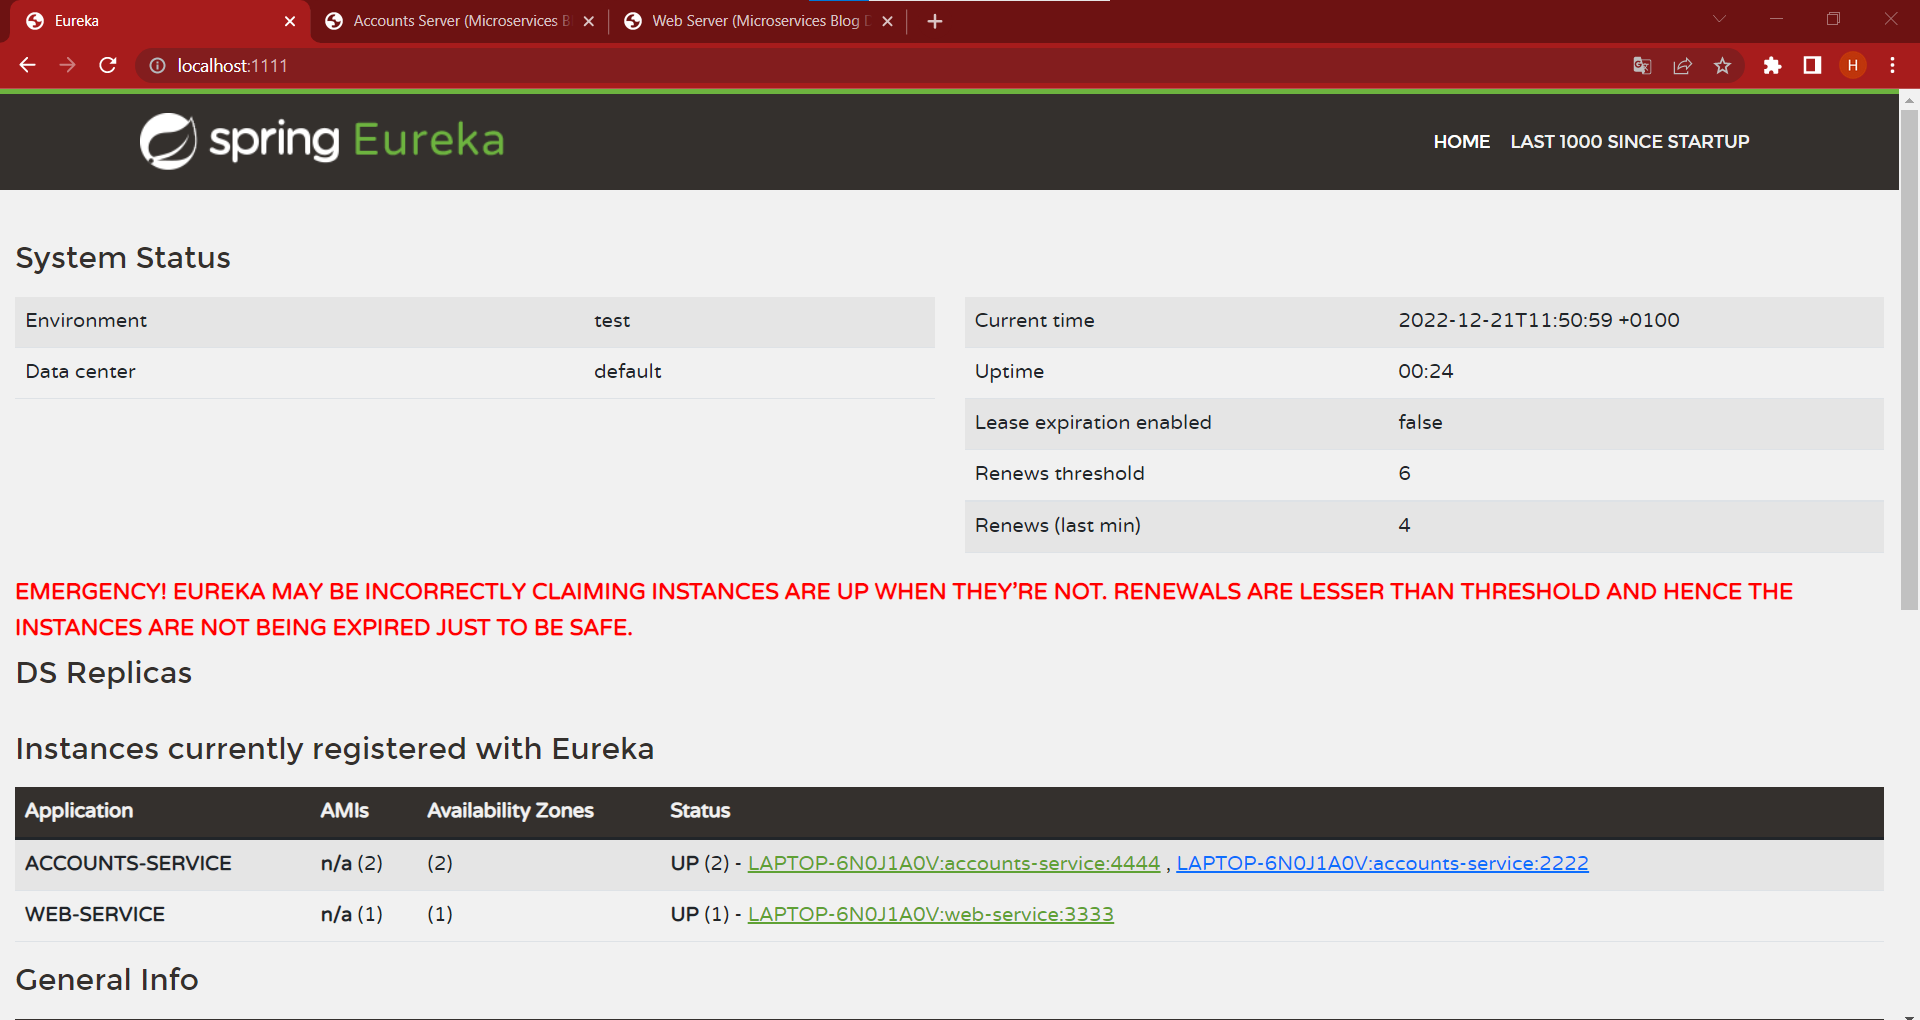 Eureka
Accounts Server (Microservices B
Web Server (Microservices Blog D
localhost:1111
H
spring Eureka
HOME LAST 1000 SINCE STARTUP
System Status
Environment test
Data center default
Current time 2022-12-21T11:50:59 +0100
Uptime 00:24
Lease expiration enabled false
Renews threshold 6
Renews (last min) 4
EMERGENCY! EUREKA MAY BE INCORRECTLY CLAIMING INSTANCES ARE UP WHEN THEY'RE NOT. RENEWALS ARE LESSER THAN THRESHOLD AND HENCE THE
INSTANCES ARE NOT BEING EXPIRED JUST TO BE SAFE.
DS Replicas
Instances currently registered with Eureka
Application AMIs Availability Zones Status
ACCOUNTS-SERVICE n/a (2) (2) UP (2) - LAPTOP-6N0J1A0V:accounts-service:4444 , LAPTOP-6N0J1A0V:accounts-service:2222
WEB-SERVICE n/a (1) (1) UP (1) - LAPTOP-6N0J1A0V:web-service:3333
General Info